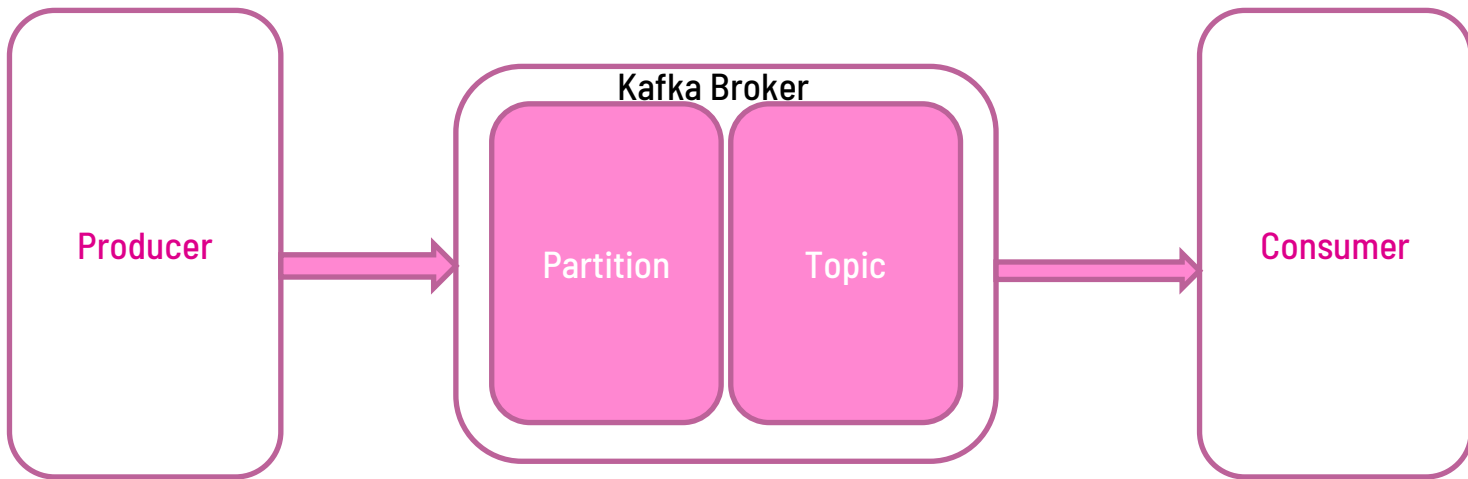 Kafka Broker
Producer
Partition
Topic
Consumer